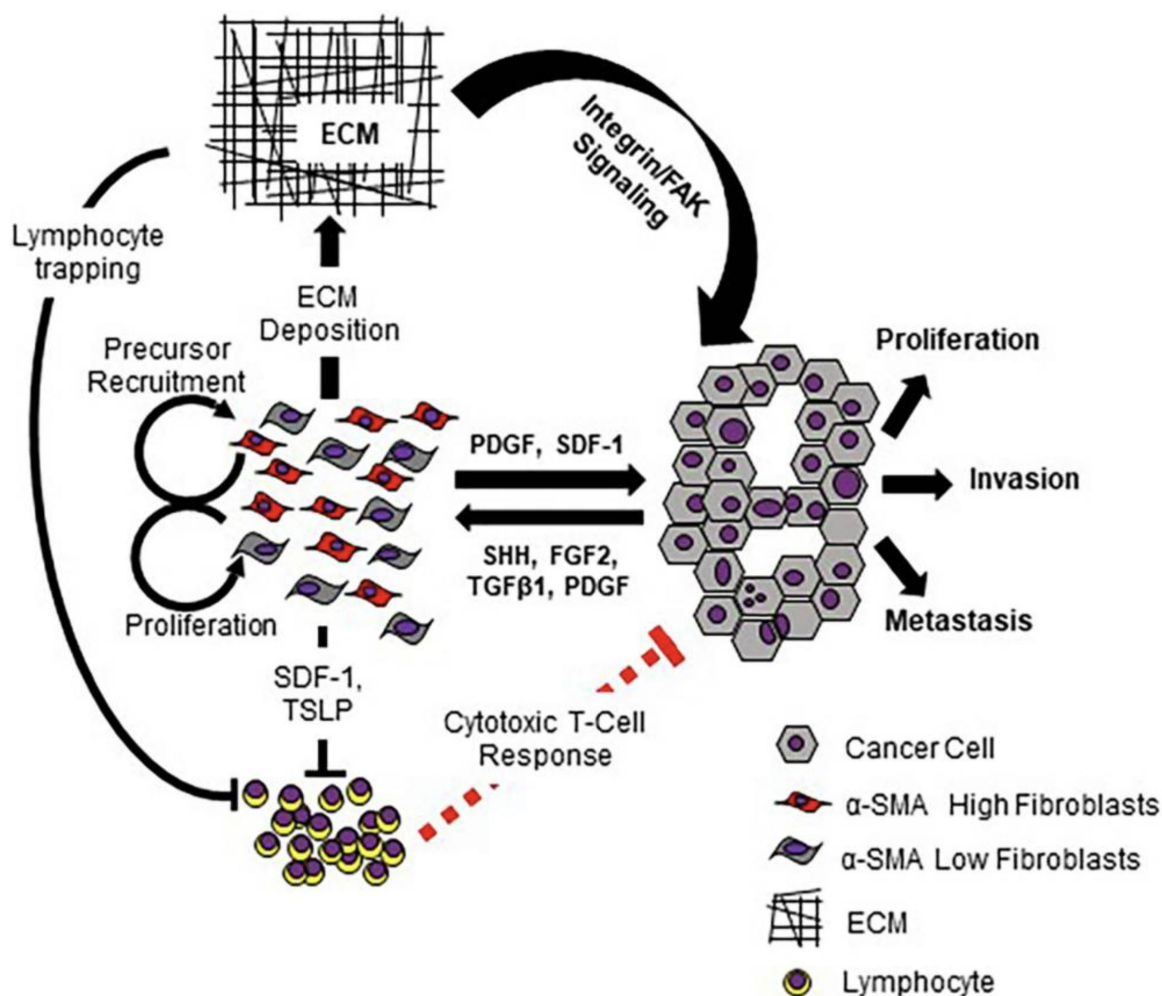 ECM
Integrin/FAK
Signaling
Lymphocyte
trapping
ECM
Deposition
Precursor
Recruitment
Proliferation
PDGF, SDF-1
SHH, FGF2,
TGFβ1, PDGF
Proliferation
Invasion
Metastasis
SDF-1,
TSLP
Cytotoxic T-Cell
Response
Cancer Cell
α-SMA High Fibroblasts
α-SMA Low Fibroblasts
ECM
Lymphocyte